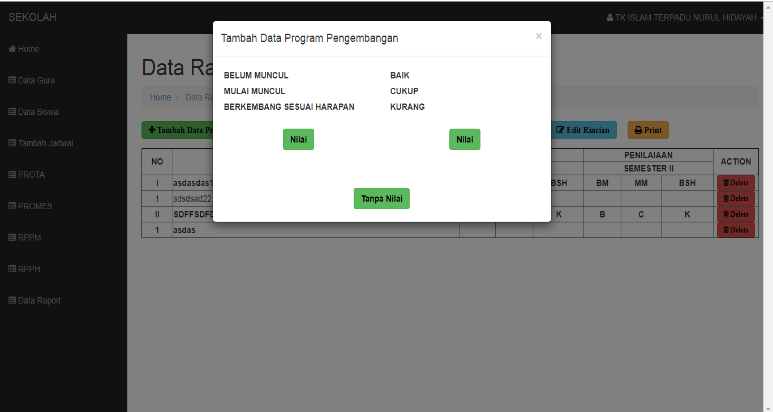 SEKOLAH
TK ISLAM TERPADU NURUL HIDAYAH
Home
Data Guru
Data Siswa
Tambah Jadwal
PROTA
PROMES
RPPM
RPPH
Data Raport
Tambah Data Program Pengembangan
×
BELUM MUNCUL BAIK
MULAI MUNCUL CUKUP
BERKEMBANG SESUAI HARAPAN KURANG
Nilai Nilai
Tanpa Nilai
Data
Home / Data
Tambah Data Edit Rincian Print
NO PENILAIAAN ACTION
SEMESTER II
I asdasdas1 BSH BM MM BSH Delete
1 sdsdsad22 Delete
II K B C K Delete
1 asdas Delete